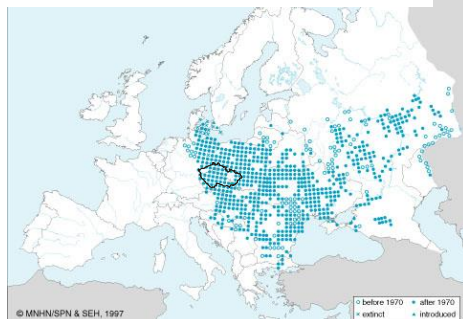 before 1970 after 1970
extinct introduced
© MNHN/SPN & SEH, 1997